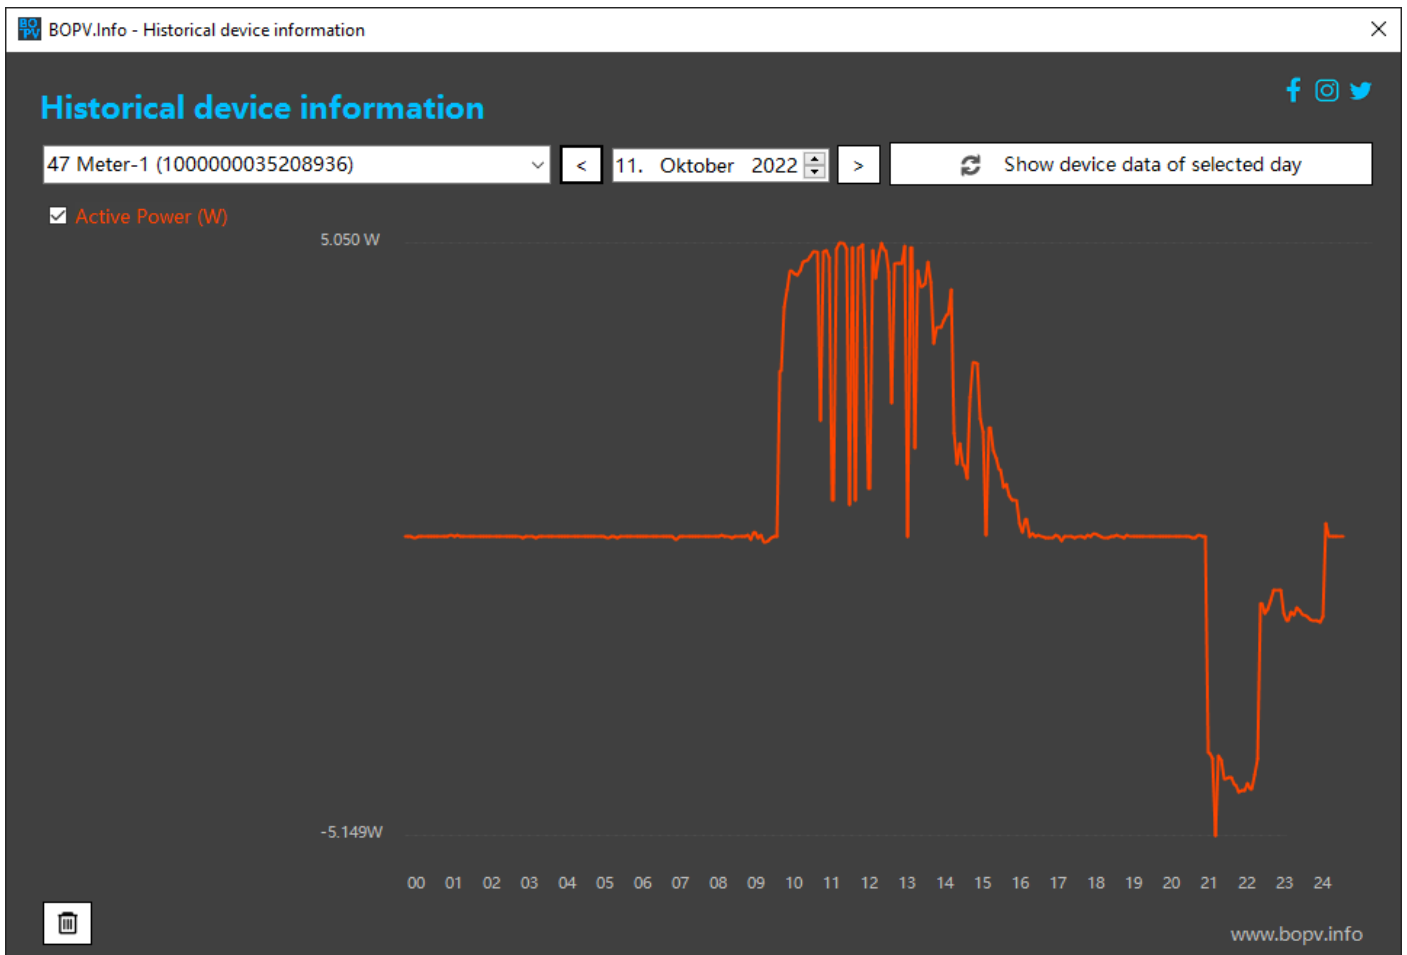 BO
PV BOPV.Info - Historical device information
Historical device information
47 Meter-1 (1000000035208936) < 11. Oktober 2022 > Show device data of selected day
Active Power (W)
5.050 W
-5.149W
00 01 02 03 04 05 06 07 08 09 10 11 12 13 14 15 16 17 18 19 20 21 22 23 24
www.bopv.info